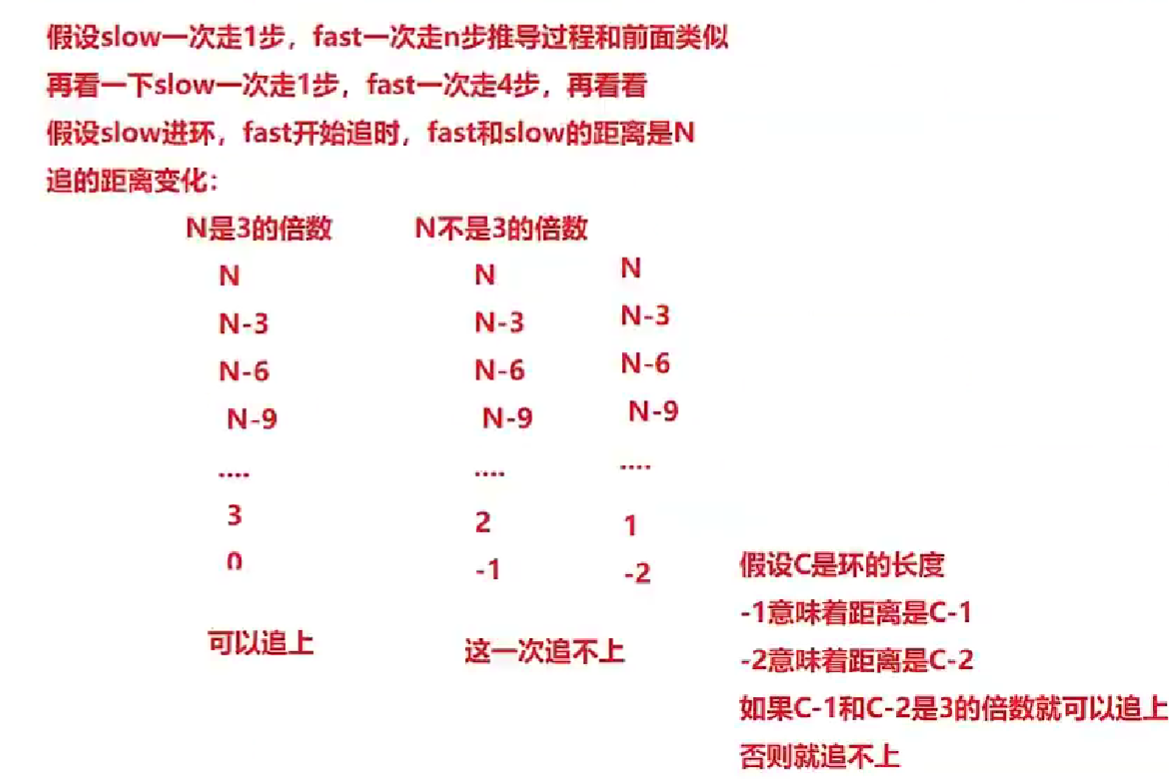 假设slow一次走1步，fast一次走n步推导过程和前面类似
再看一下slow一次走1步，fast一次走4步，再看看
假设slow进环，fast开始追时，fast和slow的距离是N
追的距离变化：
N是3的倍数 N不是3的倍数
N N N
N-3 N-3 N-3
N-6 N-6 N-6
N-9 N-9 N-9
.... .... ....
3 2 1
0 -1 -2
可以追上 这一次追不上
假设C是环的长度
-1意味着距离是C-1
-2意味着距离是C-2
如果C-1和C-2是3的倍数就可以追上
否则就追不上